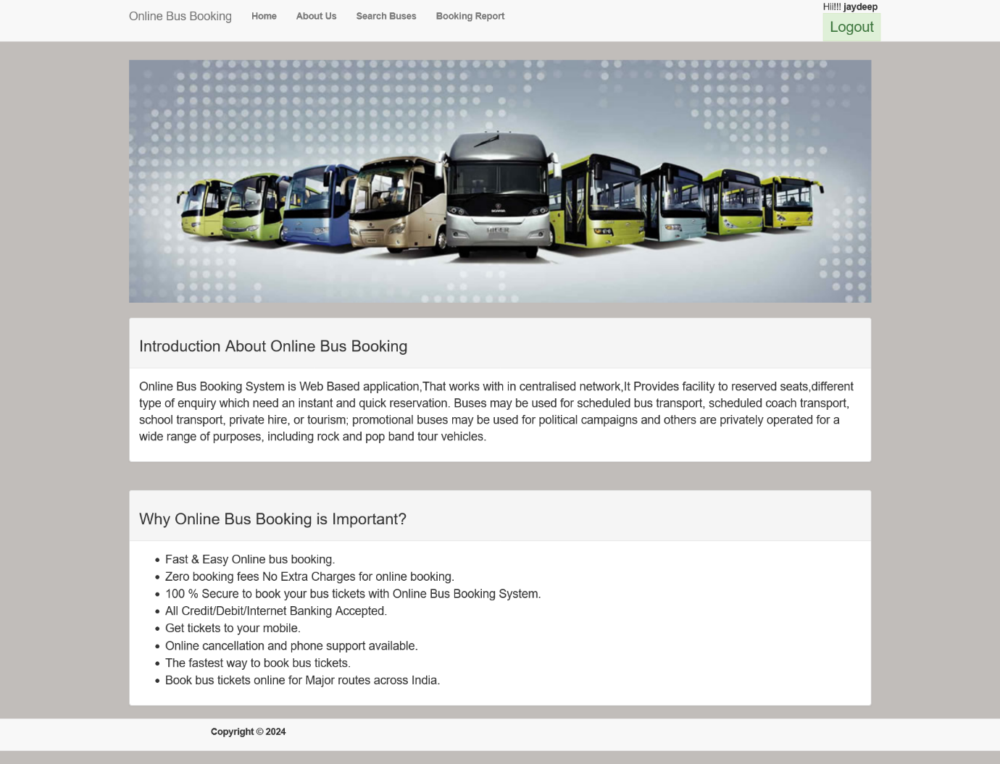 Online Bus Booking Home About Us Search Buses Booking Report
Hii!!! jaydeep
Logout
SCANIA
HIGER
Introduction About Online Bus Booking
Online Bus Booking System is Web Based application,That works with in centralised network,It Provides facility to reserved seats,different
type of enquiry which need an instant and quick reservation. Buses may be used for scheduled bus transport, scheduled coach transport,
school transport, private hire, or tourism; promotional buses may be used for political campaigns and others are privately operated for a
wide range of purposes, including rock and pop band tour vehicles.
Why Online Bus Booking is Important?
• Fast & Easy Online bus booking.
• Zero booking fees No Extra Charges for online booking.
• 100 % Secure to book your bus tickets with Online Bus Booking System.
• All Credit/Debit/Internet Banking Accepted.
• Get tickets to your mobile.
• Online cancellation and phone support available.
• The fastest way to book bus tickets.
• Book bus tickets online for Major routes across India.
Copyright © 2024